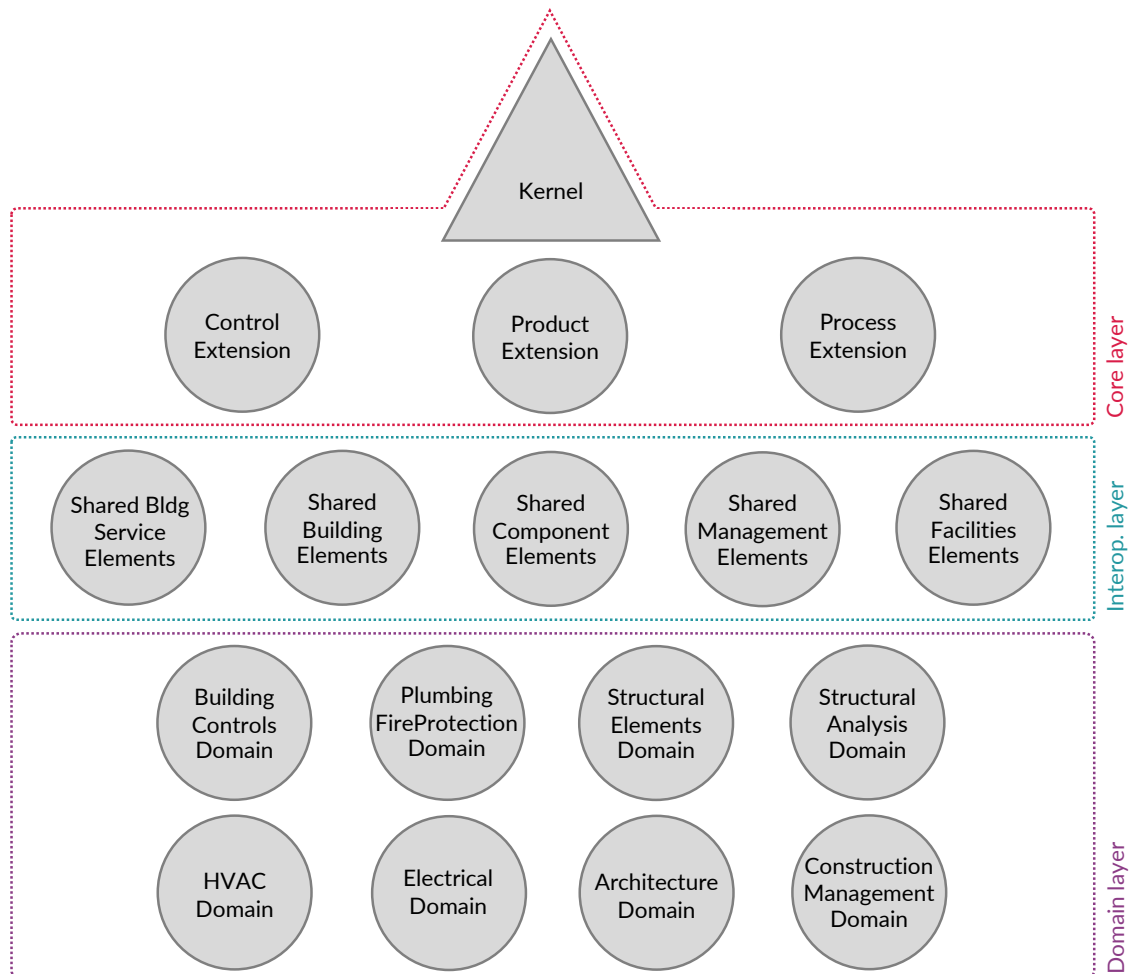 Kernel
Control
Extension
Product
Extension
Process
Extension
Core layer
Shared Bldg
Service
Elements
Shared
Building
Elements
Shared
Component
Elements
Shared
Management
Elements
Shared
Facilities
Elements
Interop. layer
Building
Controls
Domain
Plumbing
FireProtection
Domain
Structural
Elements
Domain
Structural
Analysis
Domain
HVAC
Domain
Electrical
Domain
Architecture
Domain
Construction
Management
Domain
Domain layer